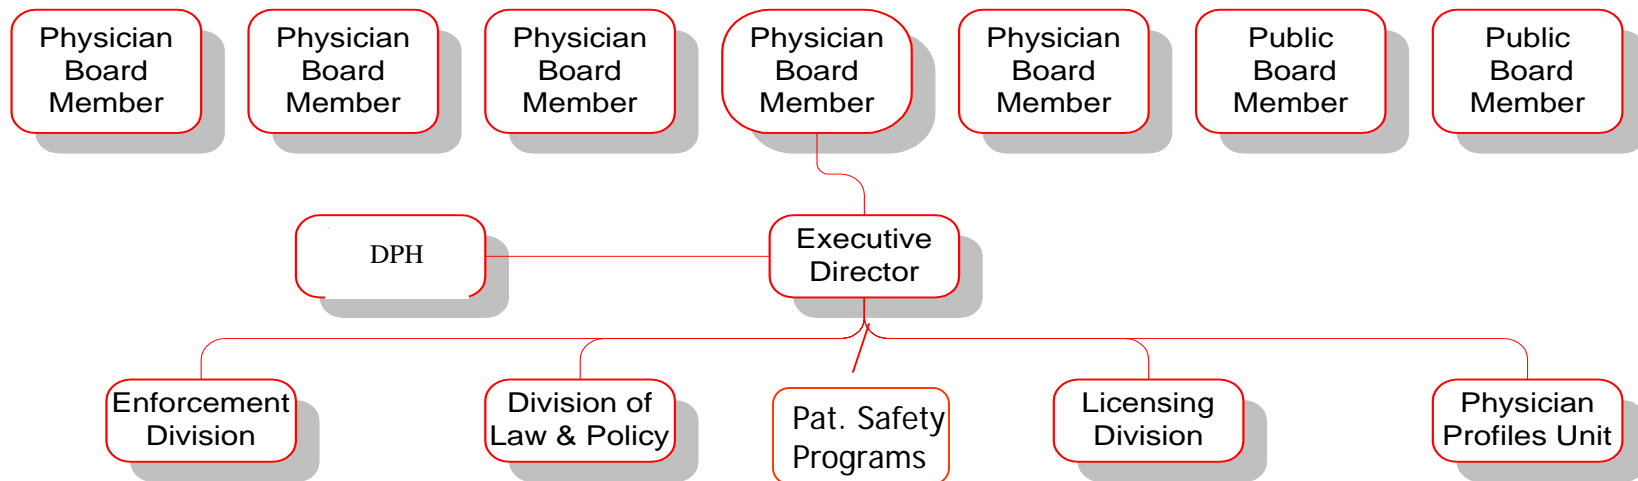 Physician
Board
Member
Physician
Board
Member
Physician
Board
Member
Physician
Board
Member
Physician
Board
Member
Public
Board
Member
Public
Board
Member
DPH
Executive
Director
Enforcement
Division
Division of
Law & Policy
Pat. Safety
Programs
Licensing
Division
Physician
Profiles Unit